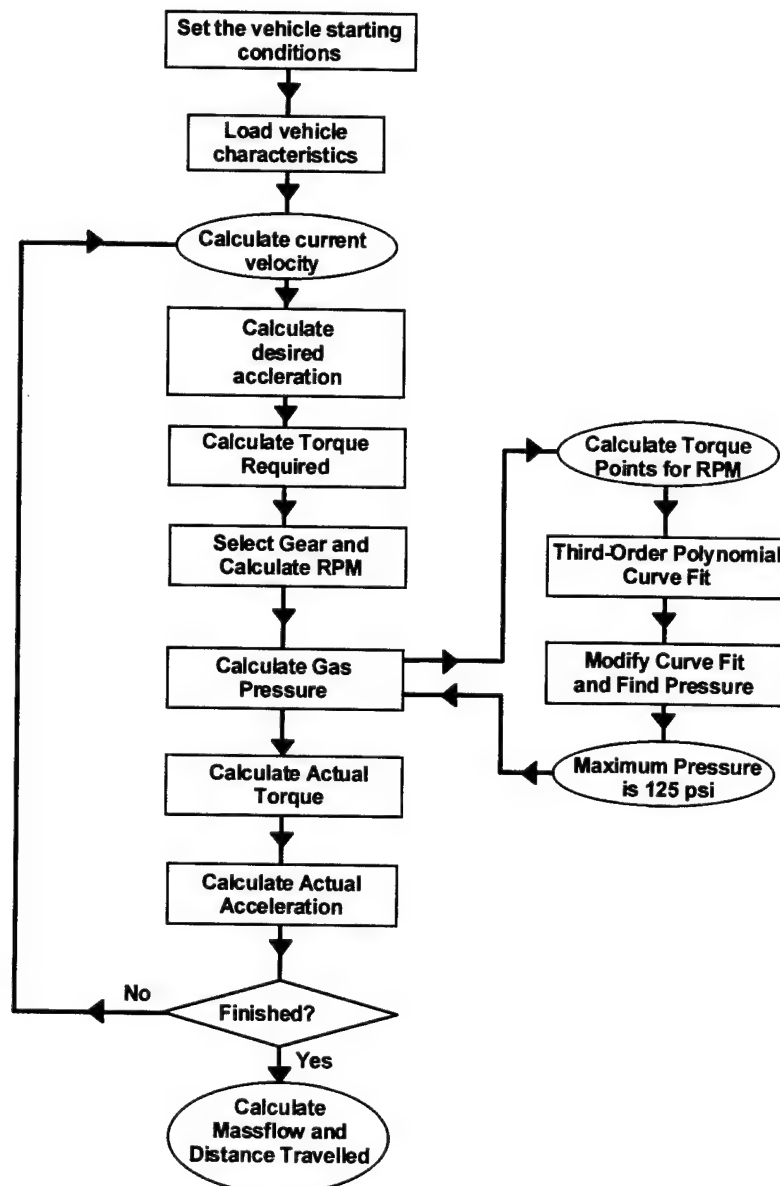 Set the vehicle starting
conditions
Load vehicle
characteristics
Calculate current
velocity
Calculate
desired
accleration
Calculate Torque
Required
Select Gear and
Calculate RPM
Calculate Gas
Pressure
Calculate Torque
Points for RPM
Third-Order Polynomial
Curve Fit
Modify Curve Fit
and Find Pressure
Maximum Pressure
is 125 psi
Calculate Actual
Torque
Calculate Actual
Acceleration
No
Finished?
Yes
Calculate
Massflow and
Distance Travelled